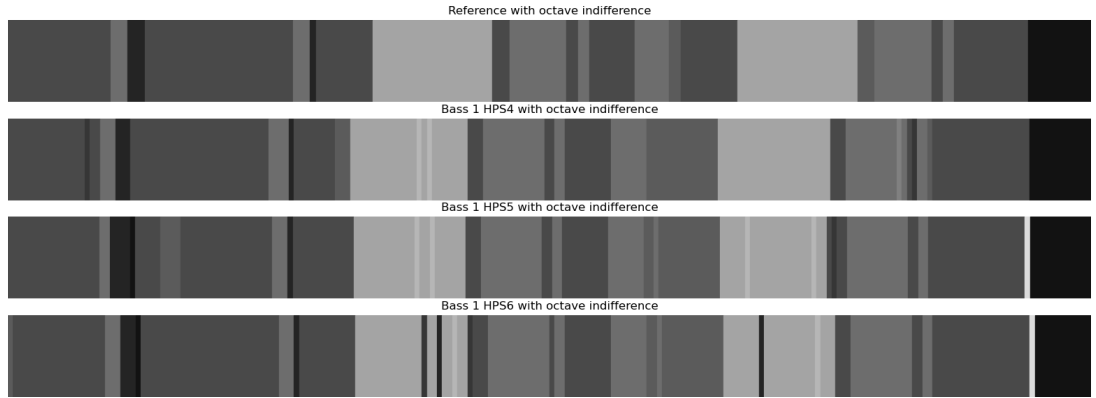 Reference with octave indifference
Bass 1 HPS4 with octave indifference
Bass 1 HPS5 with octave indifference
Bass 1 HPS6 with octave indifference